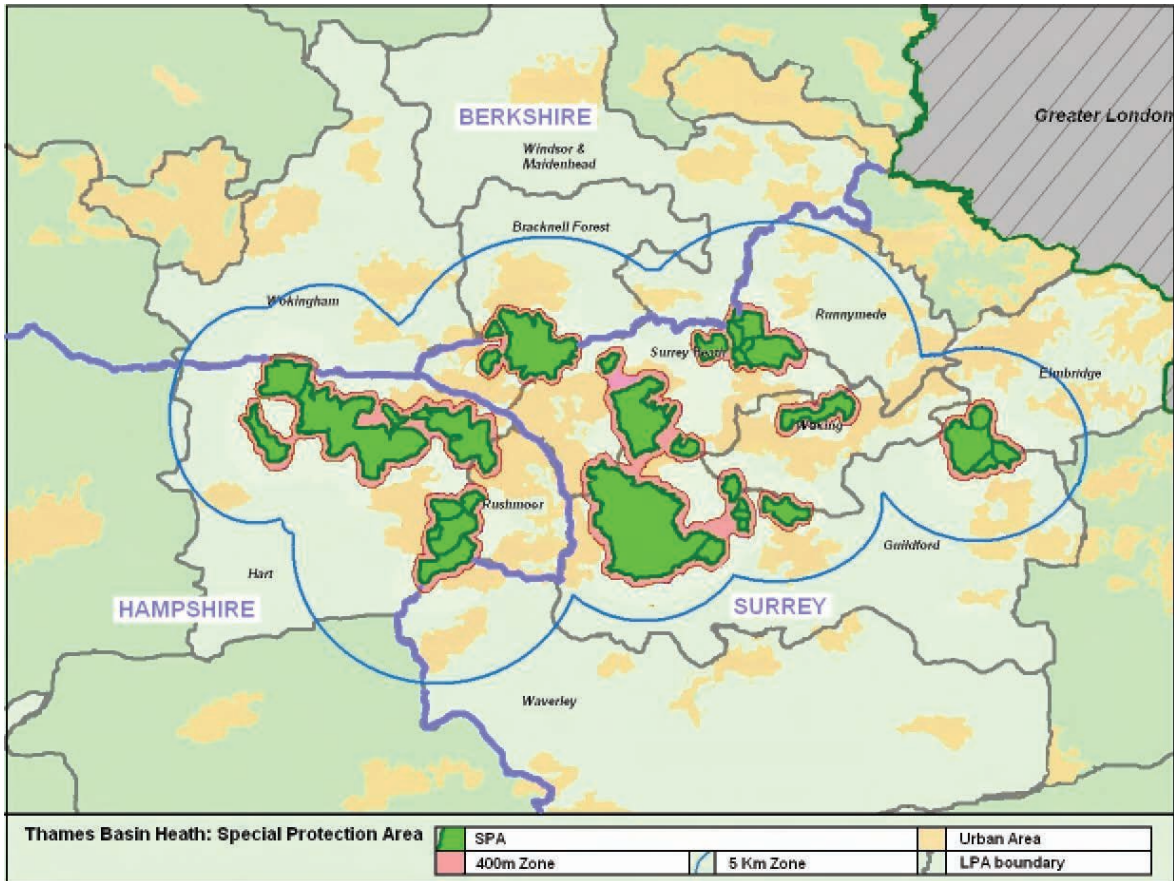 BERKSHIRE
Greater London
Windsor &
Maidenhead
Bracknell Forest
Wokingham
Runnymede
Surrey Heath
Elmbridge
Woking
Rushmoor
Guildford
Hart
HAMPSHIRE
SURREY
Waverley
Thames Basin Heath: Special Protection Area
SPA
Urban Area
400m Zone
5 Km Zone
LPA boundary